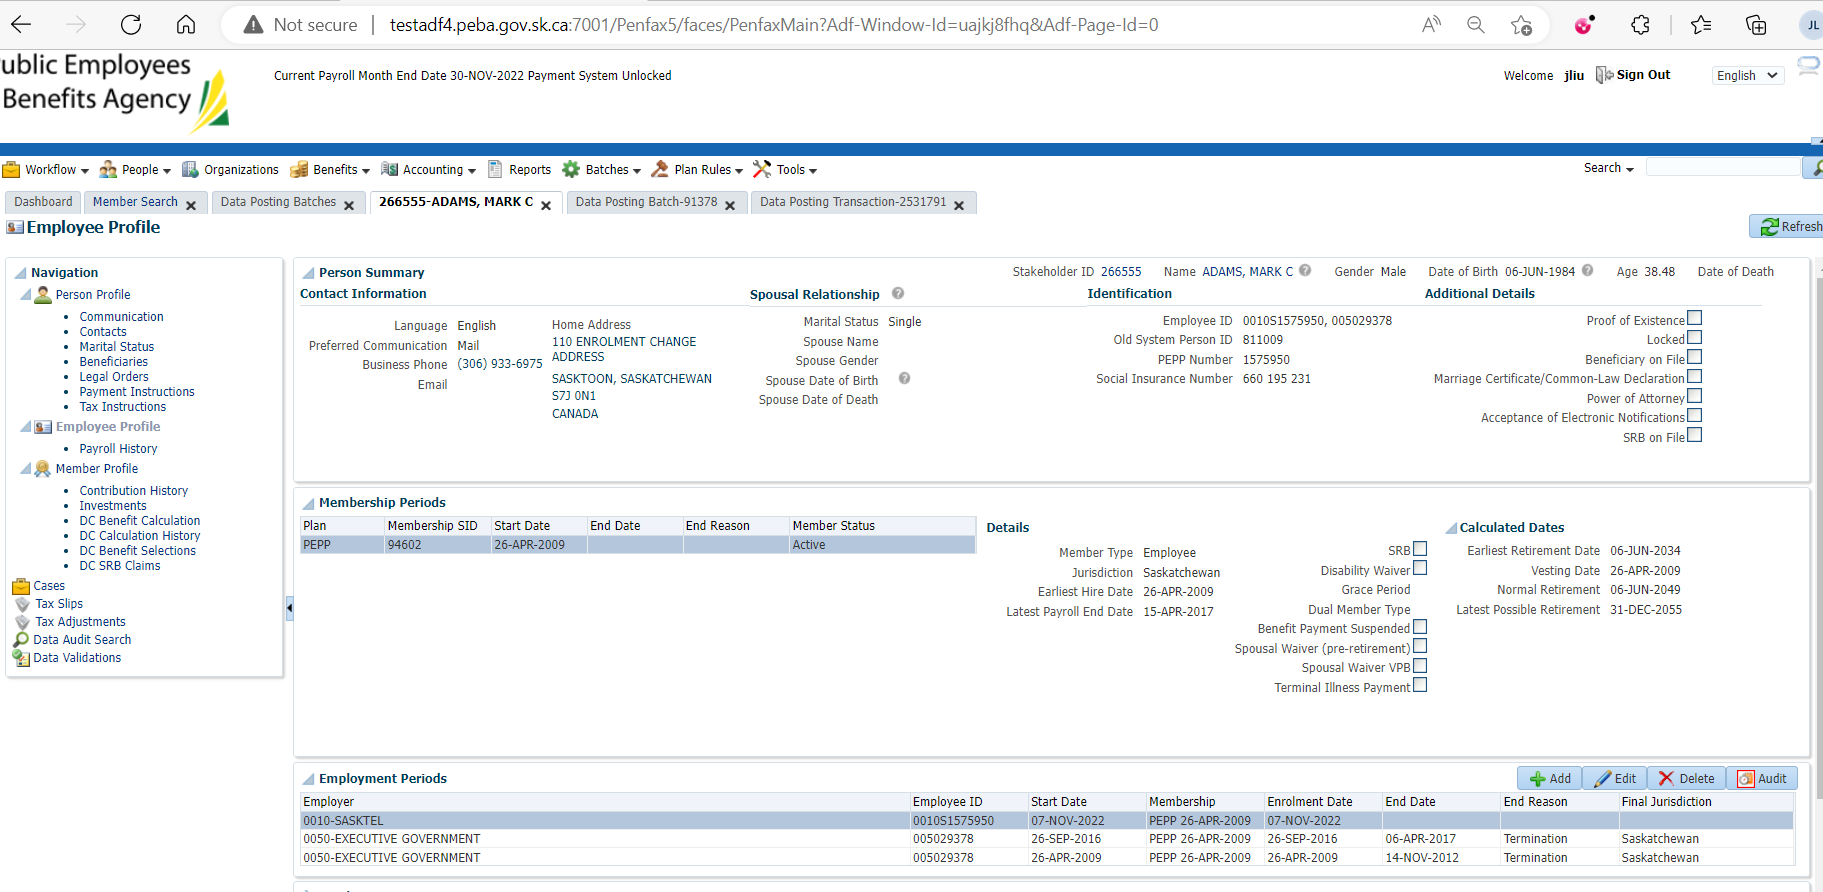 Not secure testadf4.peba.gov.sk.ca:7001/Penfax5/faces/PenfaxMain?Adf-Window-Id=uajkj8fhq&Adf-Page-Id=0 JL
ublic Employees
Benefits Agency
Current Payroll Month End Date 30-NOV-2022 Payment System Unlocked
Welcome jliu Sign Out English
Workflow People Organizations Benefits Accounting Reports Batches Plan Rules Tools Search
Dashboard Member Search Data Posting Batches 266555-ADAMS, MARK C Data Posting Batch-91378 Data Posting Transaction-2531791
Employee Profile Refresh
Navigation
Person Profile
Communication
Contacts
Marital Status
Beneficiaries
Legal Orders
Payment Instructions
Tax Instructions
Employee Profile
Payroll History
Member Profile
Contribution History
Investments
DC Benefit Calculation
DC Calculation History
DC Benefit Selections
DC SRB Claims
Cases
Tax Slips
Tax Adjustments
Data Audit Search
Data Validations
Person Summary Stakeholder ID 266555 Name ADAMS, MARK C Gender Male Date of Birth 06-JUN-1984 Age 38.48 Date of Death
Contact Information
Language English
Preferred Communication Mail
Business Phone (306) 933-6975
Email
Home Address
110 ENROLMENT CHANGE
ADDRESS
SASKTOON, SASKATCHEWAN
S7J 0N1
CANADA
Spousal Relationship
Marital Status Single
Spouse Name
Spouse Gender
Spouse Date of Birth
Spouse Date of Death
Identification
Employee ID 0010S1575950, 005029378
Old System Person ID 811009
PEPP Number 1575950
Social Insurance Number 660 195 231
Additional Details
Proof of Existence
Locked
Beneficiary on File
Marriage Certificate/Common-Law Declaration
Power of Attorney
Acceptance of Electronic Notifications
SRB on File
Membership Periods
Plan Membership SID Start Date End Date End Reason Member Status
PEPP 94602 26-APR-2009 Active
Details
Member Type Employee
Jurisdiction Saskatchewan
Earliest Hire Date 26-APR-2009
Latest Payroll End Date 15-APR-2017
SRB
Disability Waiver
Grace Period
Dual Member Type
Benefit Payment Suspended
Spousal Waiver (pre-retirement)
Spousal Waiver VPB
Terminal Illness Payment
Calculated Dates
Earliest Retirement Date 06-JUN-2034
Vesting Date 26-APR-2009
Normal Retirement 06-JUN-2049
Latest Possible Retirement 31-DEC-2055
Employment Periods Add Edit Delete Audit
Employer Employee ID Start Date Membership Enrolment Date End Date End Reason Final Jurisdiction
0010-SASKTEL 0010S1575950 07-NOV-2022 PEPP 26-APR-2009 07-NOV-2022
0050-EXECUTIVE GOVERNMENT 005029378 26-SEP-2016 PEPP 26-APR-2009 26-SEP-2016 06-APR-2017 Termination Saskatchewan
0050-EXECUTIVE GOVERNMENT 005029378 26-APR-2009 PEPP 26-APR-2009 26-APR-2009 14-NOV-2012 Termination Saskatchewan